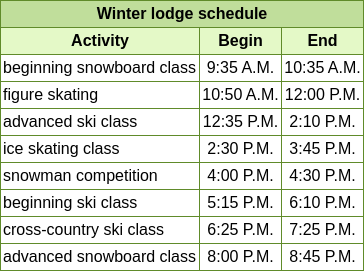 Winter lodge schedule
Activity Begin End
beginning snowboard class 9:35 A.M. 10:35 A.M.
figure skating 10:50 A.M. 12:00 P.M.
advanced ski class 12:35 P.M. 2:10 P.M.
ice skating class 2:30 P.M. 3:45 P.M.
snowman competition 4:00 P.M. 4:30 P.M.
beginning ski class 5:15 P.M. 6:10 P.M.
cross-country ski class 6:25 P.M. 7:25 P.M.
advanced snowboard class 8:00 P.M. 8:45 P.M.